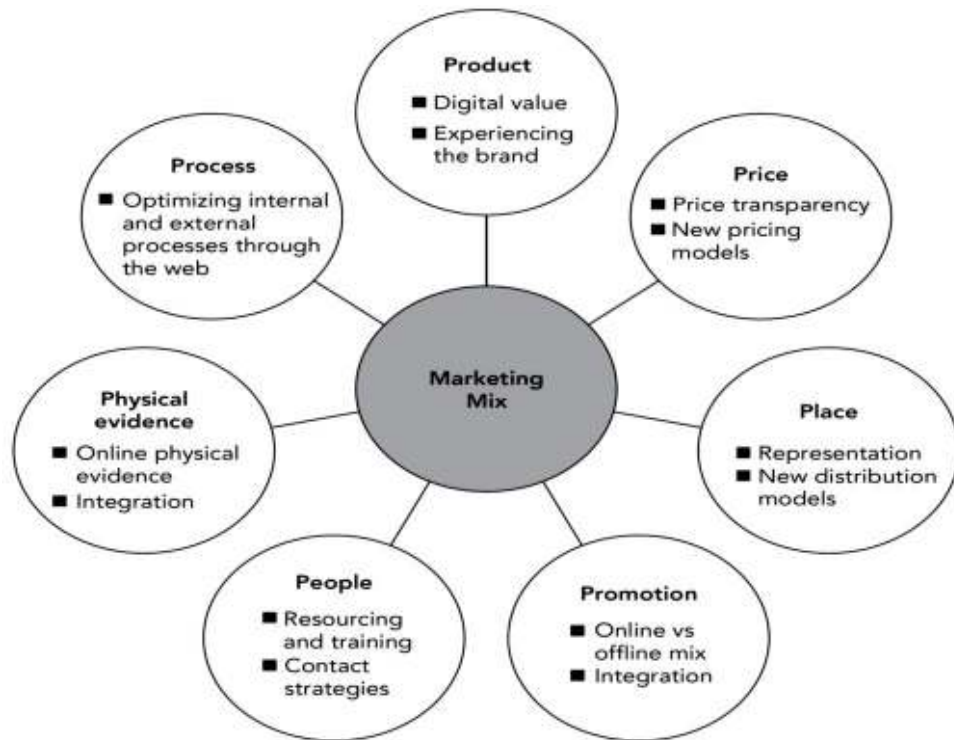 Product
■ Digital value
■ Experiencing
the brand
Price
■ Price transparency
■ New pricing
models
Place
■ Representation
■ New distribution
models
Promotion
■ Online vs
offline mix
■ Integration
People
■ Resourcing
and training
■ Contact
strategies
Physical
evidence
■ Online physical
evidence
■ Integration
Process
■ Optimizing internal
and external
processes through
the web
Marketing
Mix